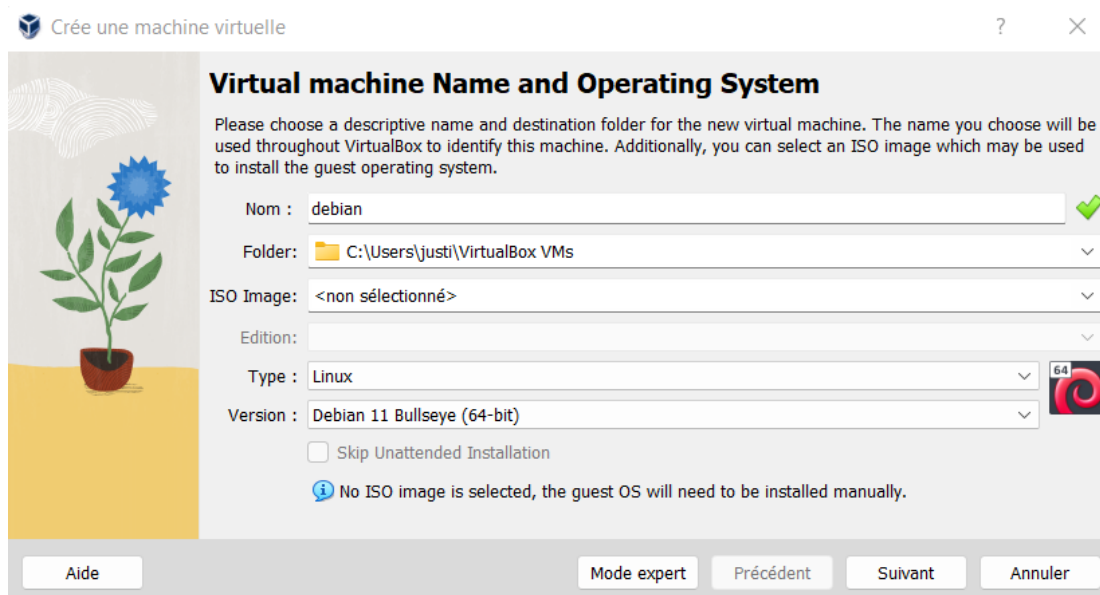 Crée une machine virtuelle
?
Virtual machine Name and Operating System
Please choose a descriptive name and destination folder for the new virtual machine. The name you choose will be
used throughout VirtualBox to identify this machine. Additionally, you can select an ISO image which may be used
to install the guest operating system.
Nom : debian
Folder: C:\Users\justi\VirtualBox VMs
ISO Image: <non sélectionné>
Edition:
Type : Linux
64
Version : Debian 11 Bullseye (64-bit)
Skip Unattended Installation
No ISO image is selected, the guest OS will need to be installed manually.
Aide Mode expert Précédent Suivant Annuler